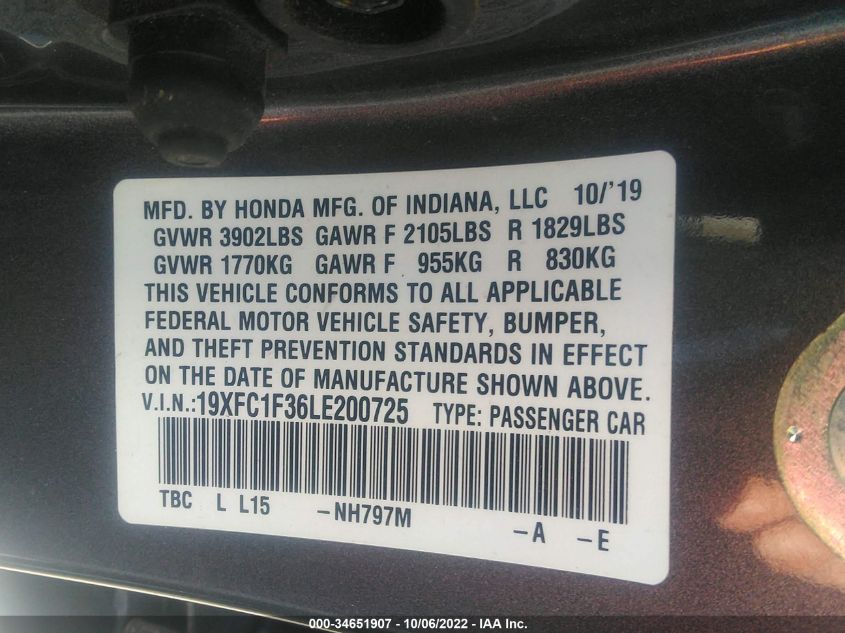 MFD. BY HONDA MFG. OF INDIANA, LLC 10/'19
GVWR 3902LBS GAWR F 2105LBS R 1829LBS
GVWR 1770KG GAWR F 955KG R 830KG
THIS VEHICLE CONFORMS TO ALL APPLICABLE
FEDERAL MOTOR VEHICLE SAFETY, BUMPER,
AND THEFT PREVENTION STANDARDS IN EFFECT
ON THE DATE OF MANUFACTURE SHOWN ABOVE.
V.I.N.:19XFC1F36LE200725 TYPE: PASSENGER CAR
TBC L L15 -NH797M -A -E
000-34651907 - 10/06/2022 - IAA Inc.